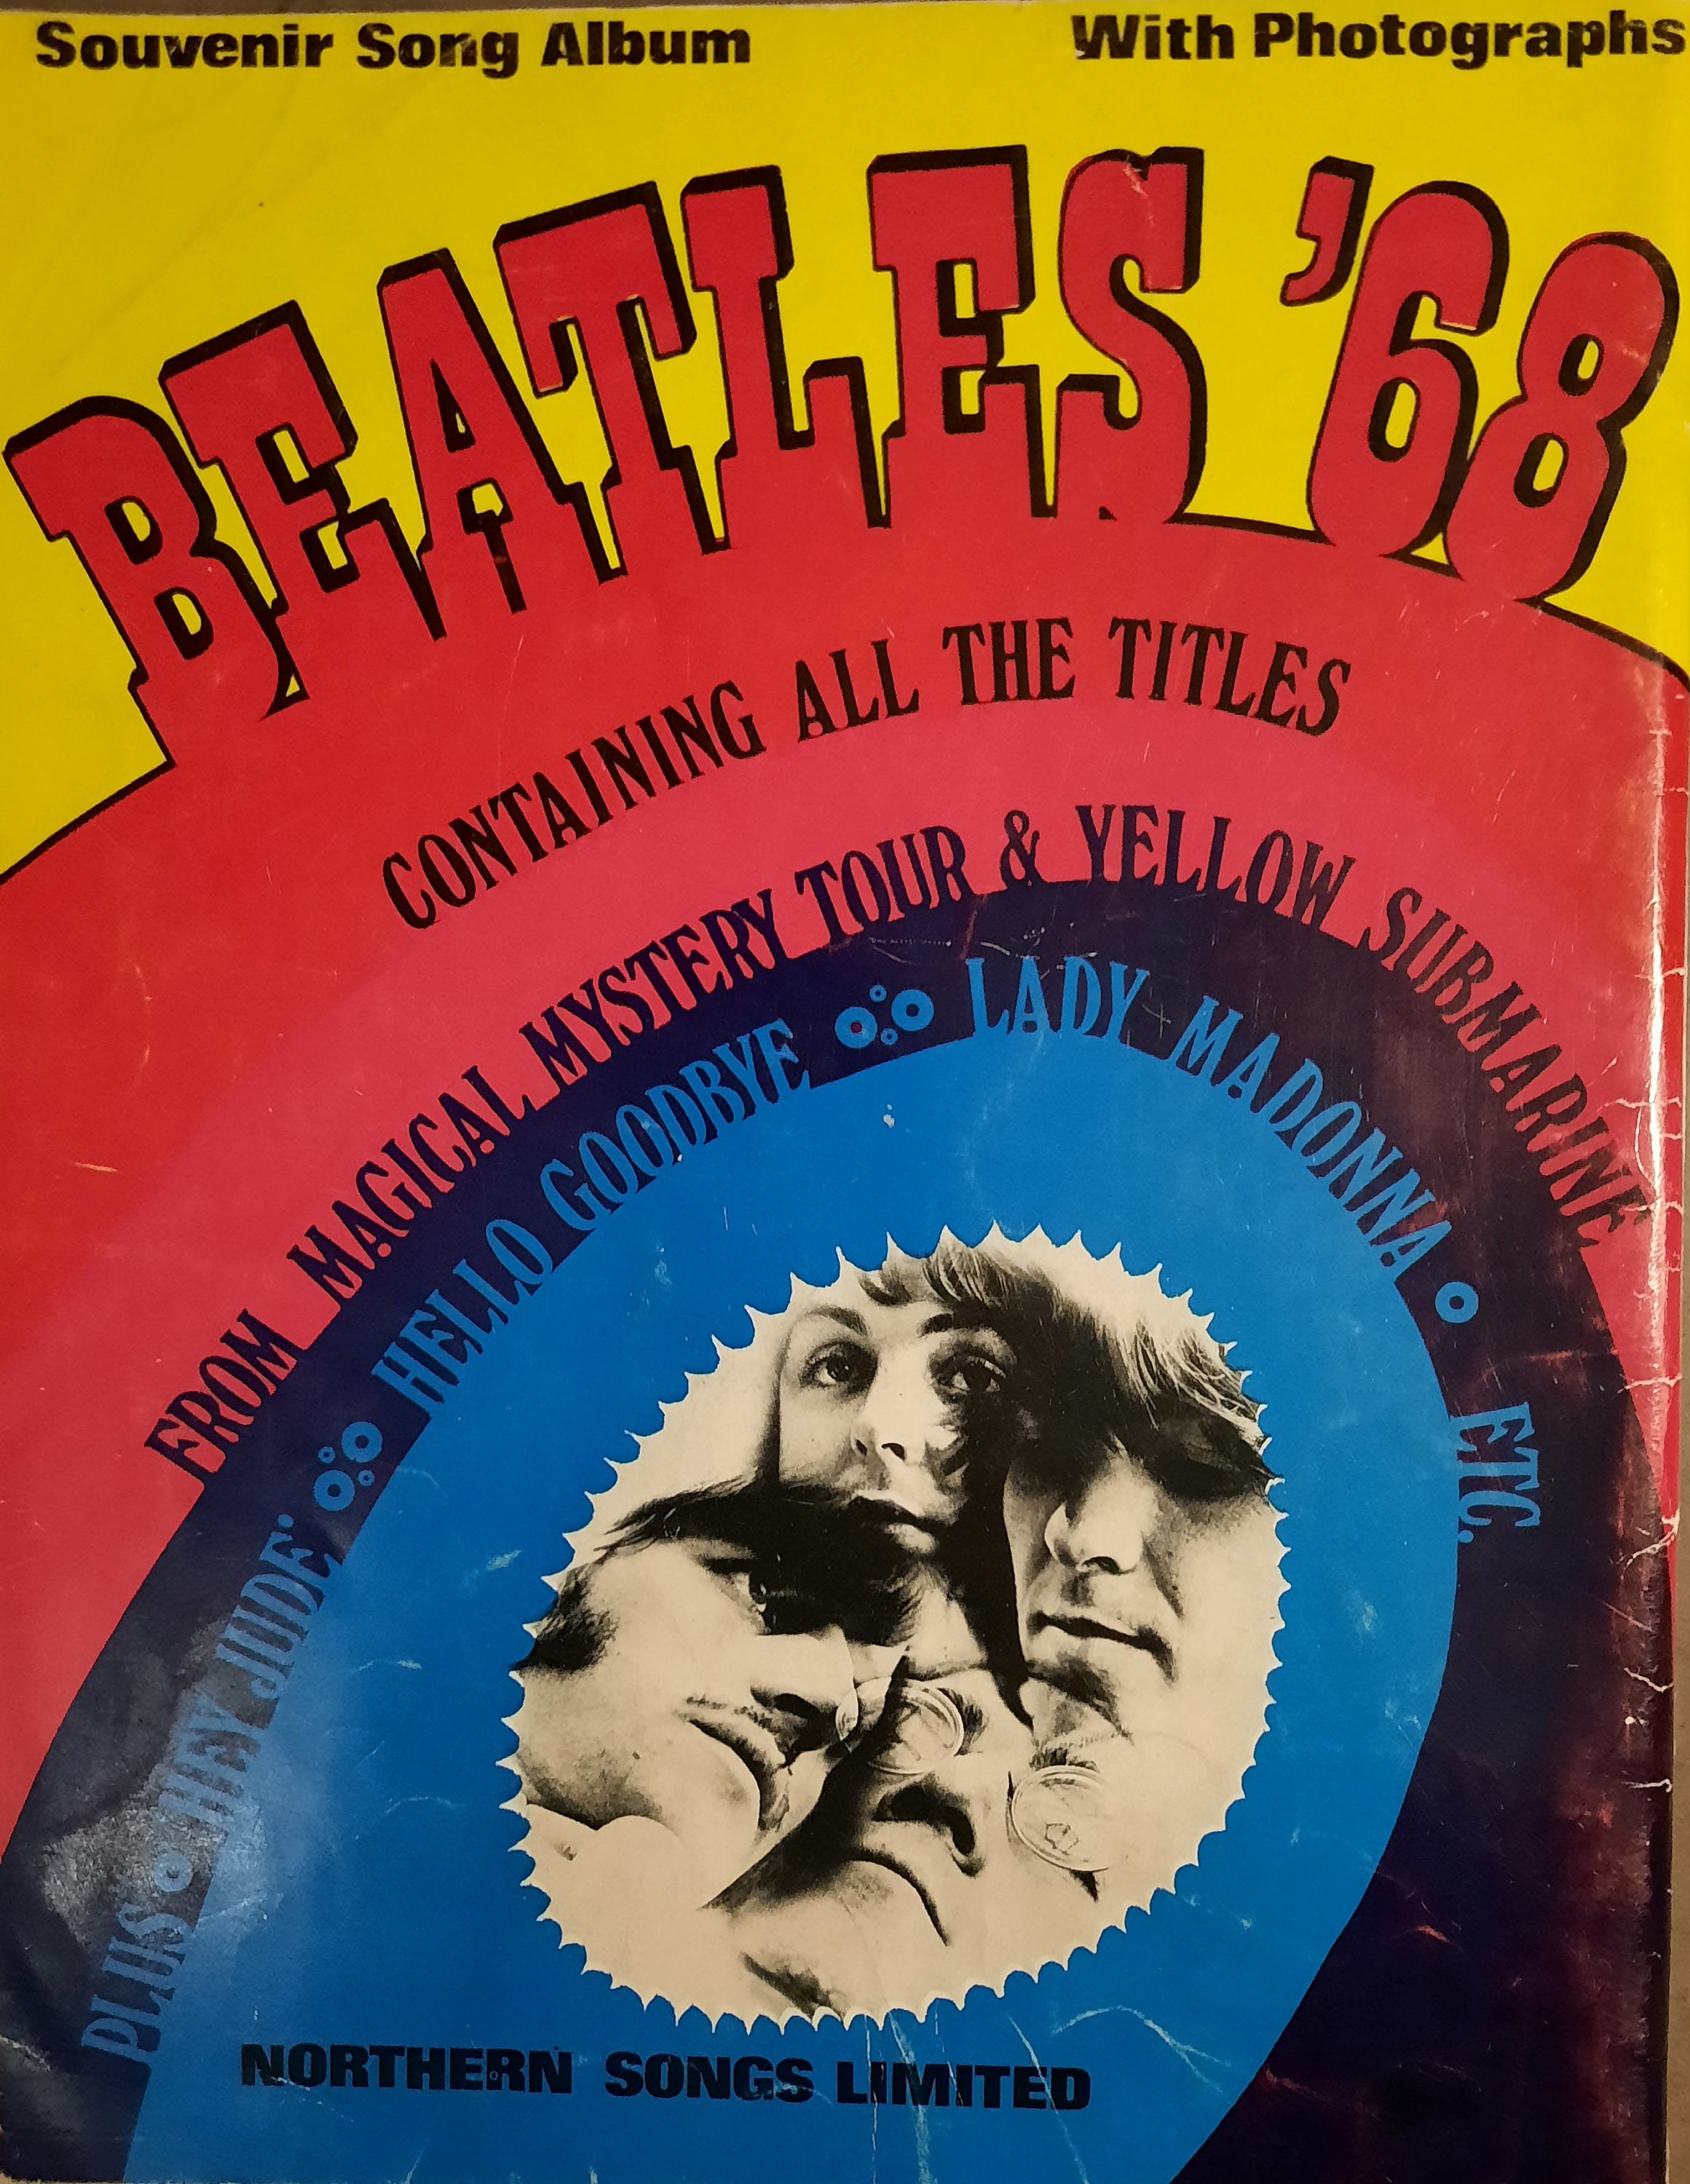 Souvenir Song Album
With Photographs
BEATLES '68
CONTAINING ALL THE TITLES
FROM MAGICAL MYSTERY TOUR & YELLOW SUBMARINE
PLUS HEY JUDE HELLO GOODBYE LADY MADONNA ETC.
NORTHERN SONGS LIMITED